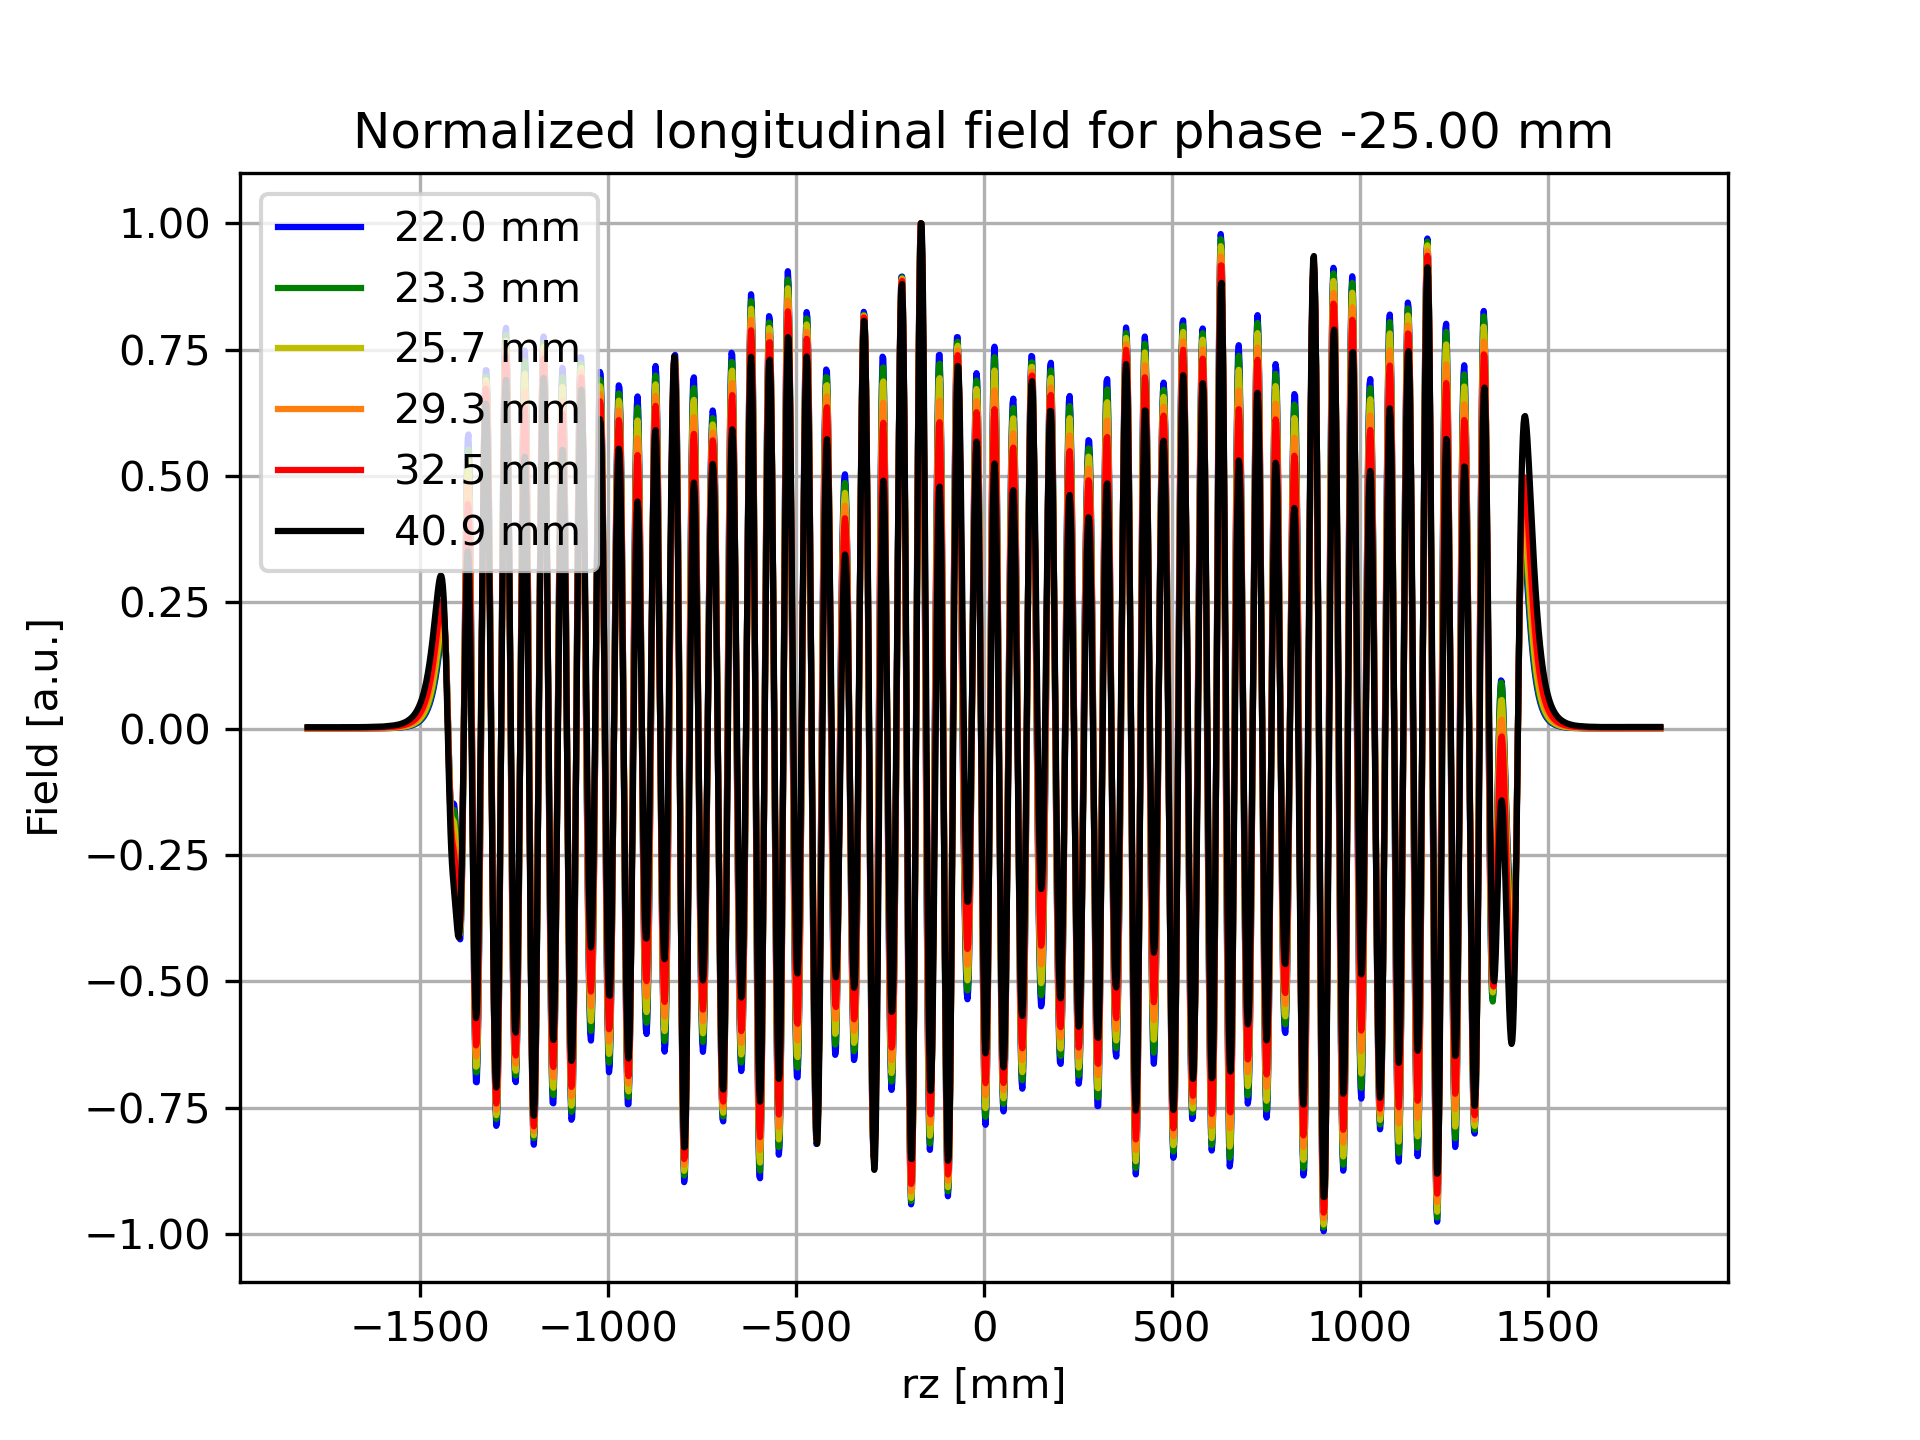 Normalized longitudinal field for phase -25.00 mm
22.0 mm
23.3 mm
25.7 mm
29.3 mm
32.5 mm
40.9 mm
1.00
0.75
0.50
0.25
0.00
−0.25
−0.50
−0.75
−1.00
Field [a.u.]
−1500 −1000 −500 0 500 1000 1500
rz [mm]